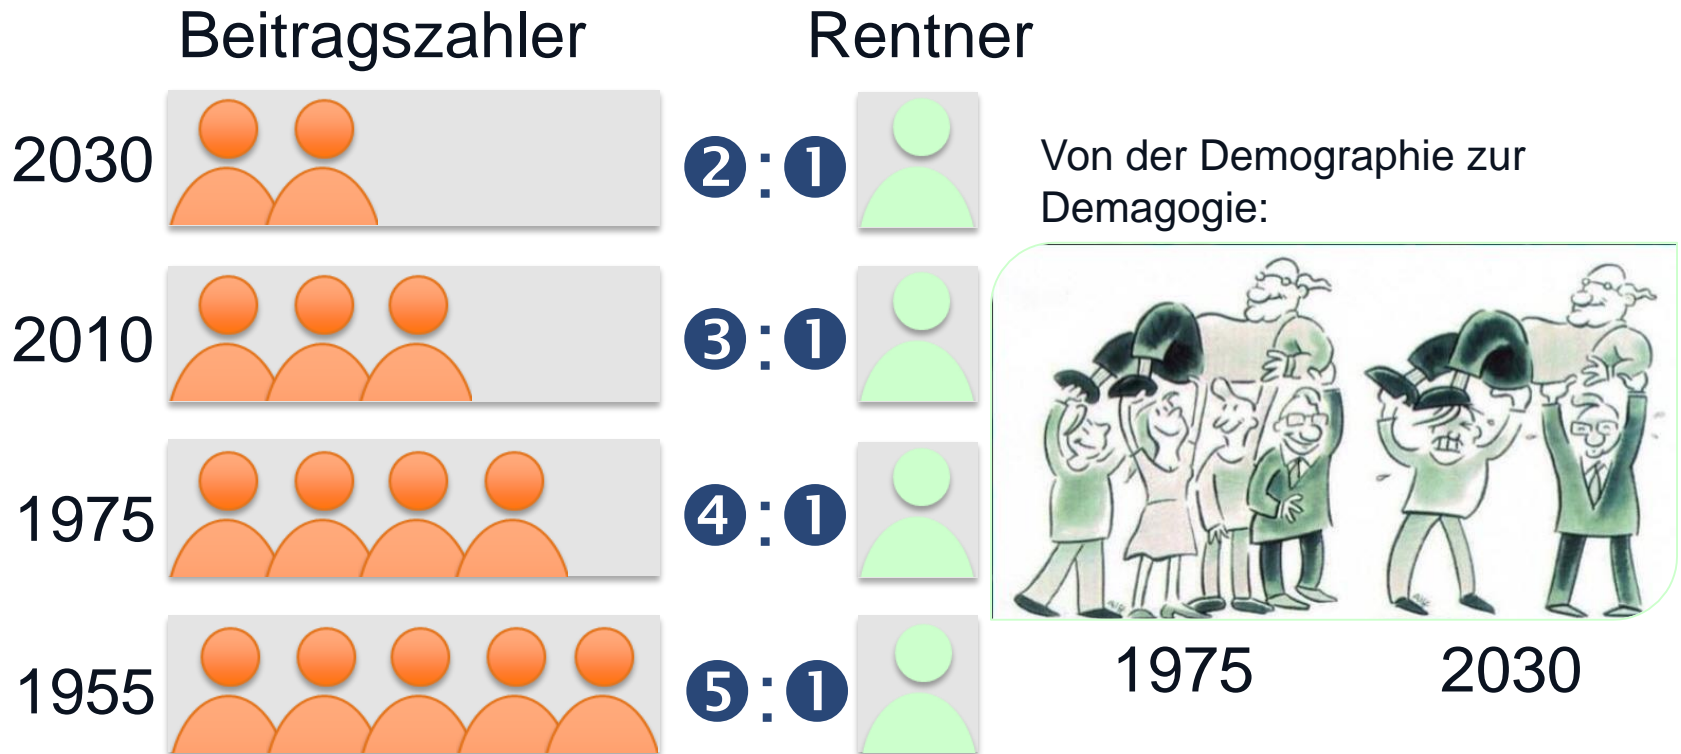 Beitragszahler Rentner
2030 2 : 1
Von der Demographie zur
Demagogie:
2010 3 : 1
1975 4 : 1
1955 5 : 1
1975 2030